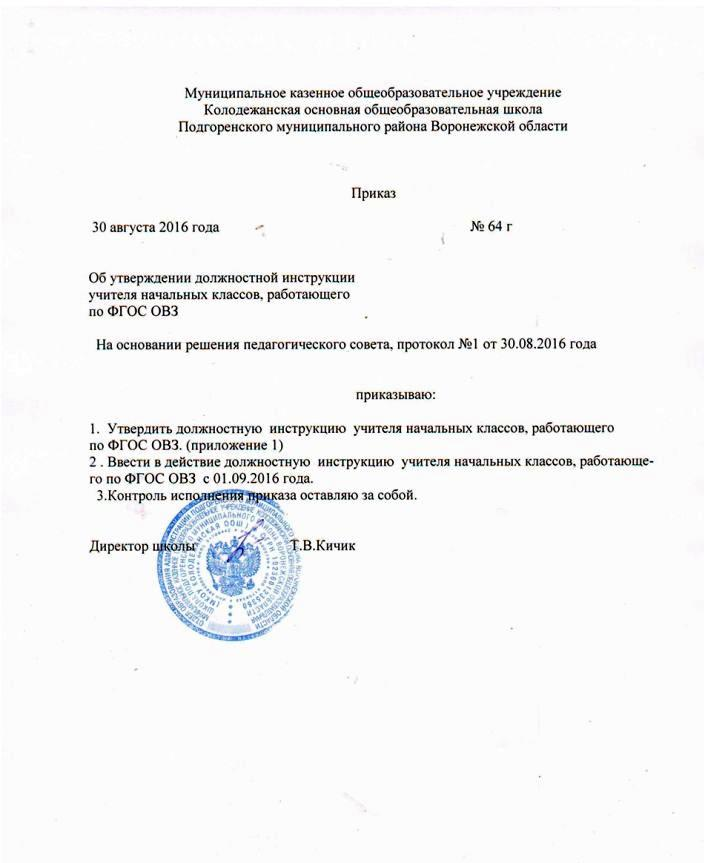 Муниципальное казенное общеобразовательное учреждение
Колодежанская основная общеобразовательная школа
Подгоренского муниципального района Воронежской области
Приказ
30 августа 2016 года № 64 г
Об утверждении должностной инструкции
учителя начальных классов, работающего
по ФГОС ОВЗ
На основании решения педагогического совета, протокол №1 от 30.08.2016 года
приказываю:
1. Утвердить должностную инструкцию учителя начальных классов, работающего
по ФГОС ОВЗ. (приложение 1)
2 . Ввести в действие должностную инструкцию учителя начальных классов, работающе-
го по ФГОС ОВЗ с 01.09.2016 года.
3.Контроль исполнения приказа оставляю за собой.
Директор школы Т.В.Кичик